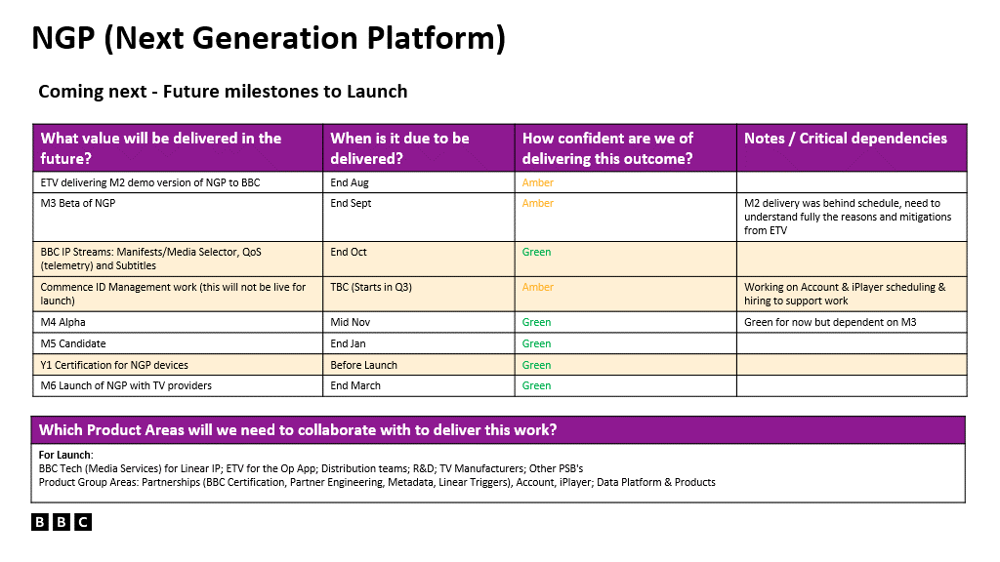 NGP (Next Generation Platform)
Coming next - Future milestones to Launch
What value will be delivered in the
future?
When is it due to be
delivered?
How confident are we of
delivering this outcome?
Notes / Critical dependencies
ETV delivering M2 demo version of NGP to BBC
End Aug
Amber
M3 Beta of NGP
End Sept
Amber
M2 delivery was behind schedule, need to
understand fully the reasons and mitigations
from ETV
BBC IP Streams: Manifests/Media Selector, QoS
(telemetry) and Subtitles
End Oct
Green
Commence ID Management work (this will not be live for
launch)
TBC (Starts in Q3)
Amber
Working on Account & iPlayer scheduling &
hiring to support work
M4 Alpha
Mid Nov
Green
Green for now but dependent on M3
M5 Candidate
End Jan
Green
Y1 Certification for NGP devices
Before Launch
Green
M6 Launch of NGP with TV providers
End March
Green
Which Product Areas will we need to collaborate with to deliver this work?
For Launch:
BBC Tech (Media Services) for Linear IP; ETV for the Op App; Distribution teams; R&D; TV Manufacturers; Other PSB's
Product Group Areas: Partnerships (BBC Certification, Partner Engineering, Metadata, Linear Triggers), Account, iPlayer; Data Platform & Products
BBC